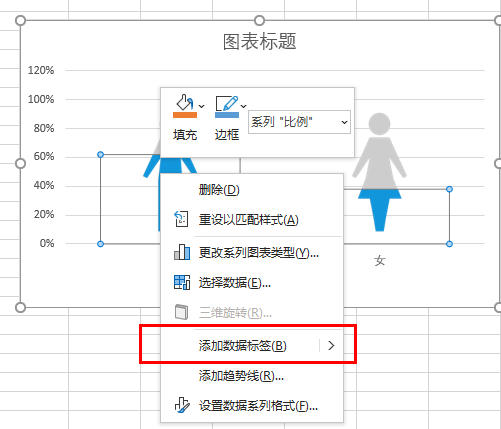 图表标题
120%
100%
80%
60%
40%
20%
0%
填充
边框
系列 "比例"
删除(D)
重设以匹配样式(A)
更改系列图表类型(Y)...
选择数据(E)...
三维旋转(R)...
添加数据标签(B)
添加趋势线(R)...
设置数据系列格式(F)...
女